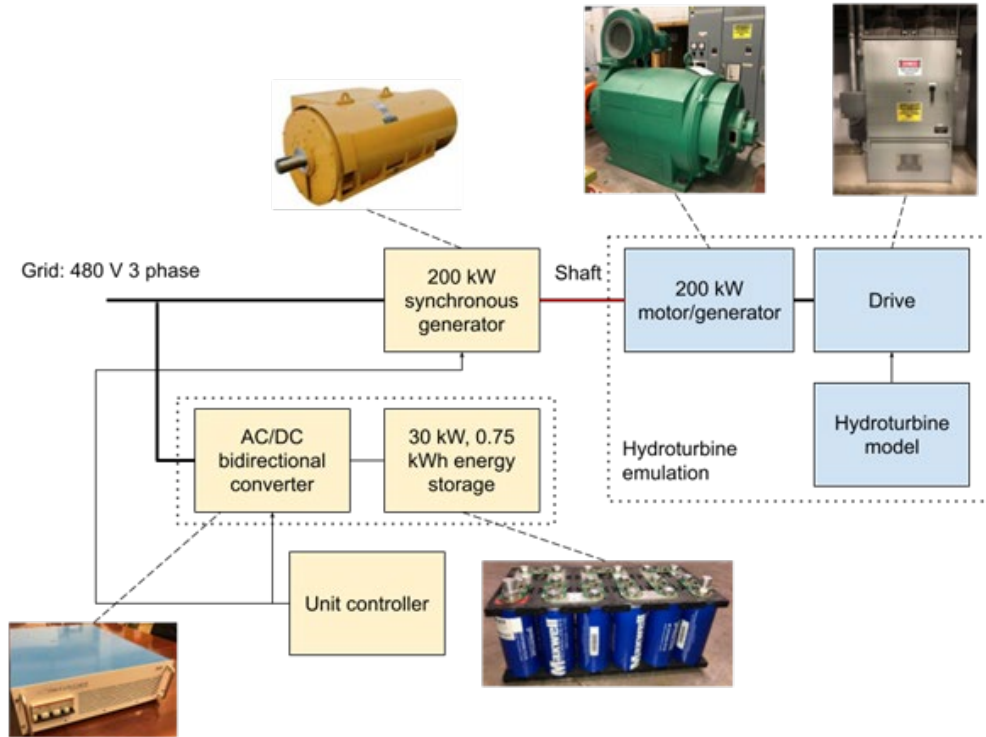 Grid: 480 V 3 phase
200 kW
synchronous
generator
Shaft
200 kW
motor/generator
Drive
Hydroturbine
model
Hydroturbine
emulation
AC/DC
bidirectional
converter
30 kW, 0.75
kWh energy
storage
Unit controller
Maxwell
Maxwell
Maxwell